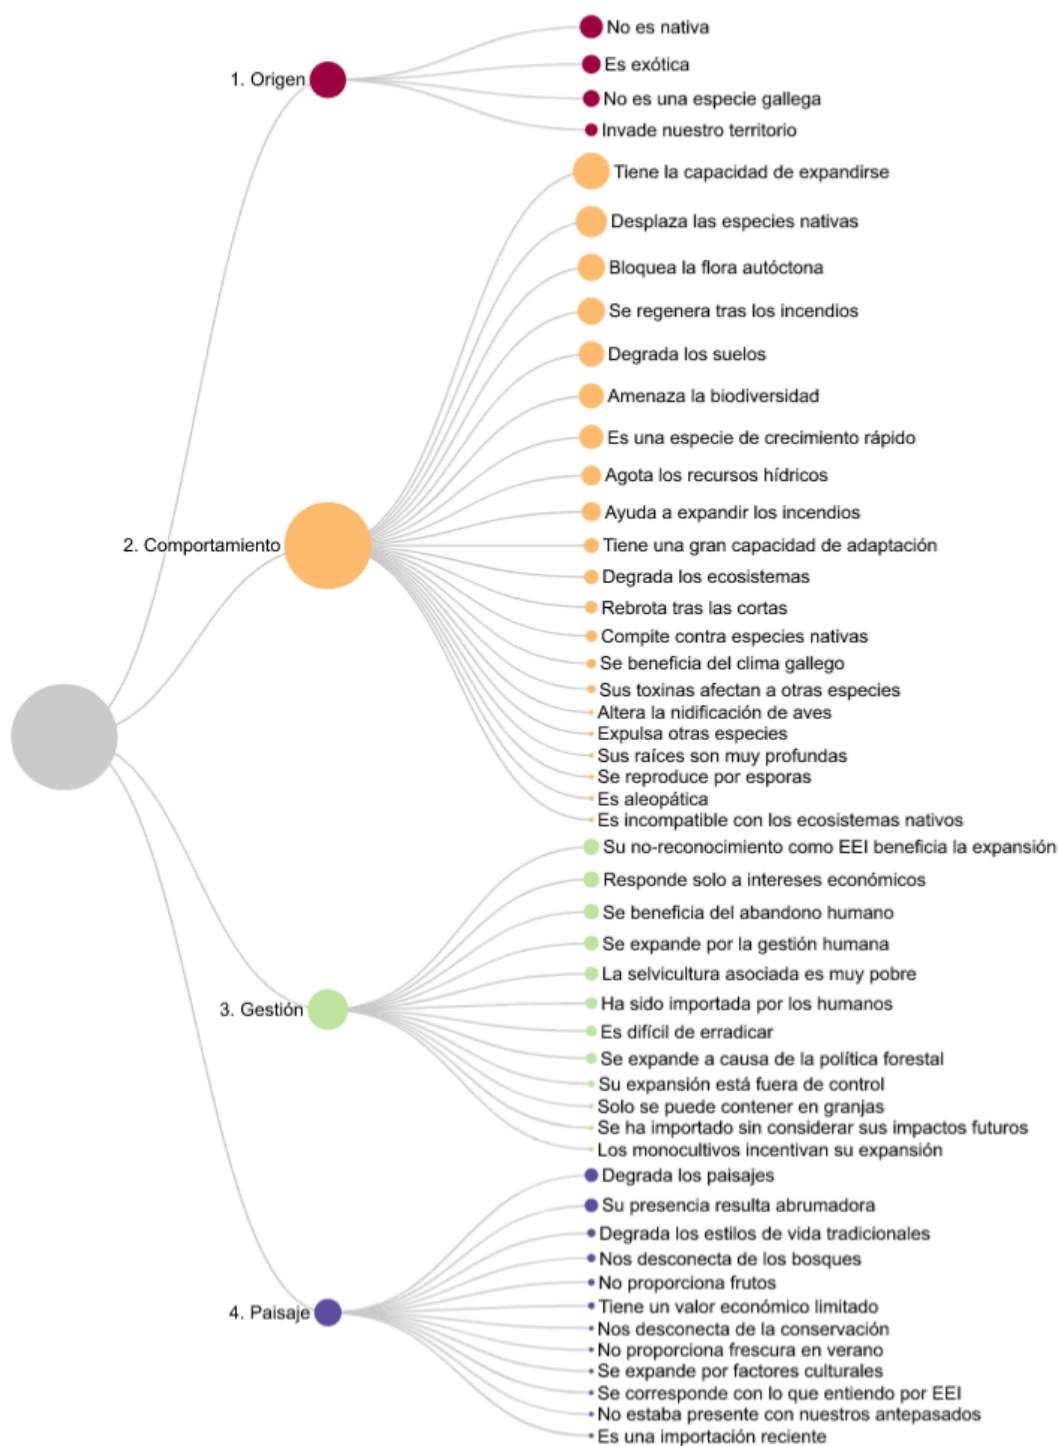 1. Origen
No es nativa
Es exótica
No es una especie gallega
Invade nuestro territorio
2. Comportamiento
Tiene la capacidad de expandirse
Desplaza las especies nativas
Bloquea la flora autóctona
Se regenera tras los incendios
Degrada los suelos
Amenaza la biodiversidad
Es una especie de crecimiento rápido
Agota los recursos hídricos
Ayuda a expandir los incendios
Tiene una gran capacidad de adaptación
Degrada los ecosistemas
Rebrota tras las cortas
Compite contra especies nativas
Se beneficia del clima gallego
Sus toxinas afectan a otras especies
Altera la nidificación de aves
Expulsa otras especies
Sus raíces son muy profundas
Se reproduce por esporas
Es aleopática
Es incompatible con los ecosistemas nativos
3. Gestión
Su no-reconocimiento como EEI beneficia la expansión
Responde solo a intereses económicos
Se beneficia del abandono humano
Se expande por la gestión humana
La selvicultura asociada es muy pobre
Ha sido importada por los humanos
Es difícil de erradicar
Se expande a causa de la política forestal
Su expansión está fuera de control
Solo se puede contener en granjas
Se ha importado sin considerar sus impactos futuros
Los monocultivos incentivan su expansión
4. Paisaje
Degrada los paisajes
Su presencia resulta abrumadora
Degrada los estilos de vida tradicionales
Nos desconecta de los bosques
No proporciona frutos
Tiene un valor económico limitado
Nos desconecta de la conservación
No proporciona frescura en verano
Se expande por factores culturales
Se corresponde con lo que entiendo por EEI
No estaba presente con nuestros antepasados
Es una importación reciente